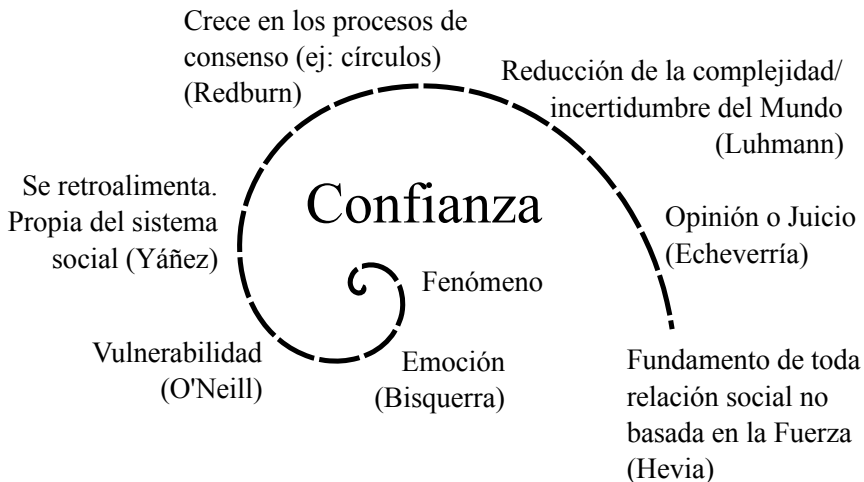 Crece en los procesos de
consenso (ej: círculos)
(Redburn)
Reducción de la complejidad/
incertidumbre del Mundo
(Luhmann)
Se retroalimenta.
Propia del sistema
social (Yáñez)
Confianza
Opinión o Juicio
(Echeverría)
Fenómeno
Vulnerabilidad
(O'Neill)
Emoción
(Bisquerra)
Fundamento de toda
relación social no
basada en la Fuerza
(Hevia)